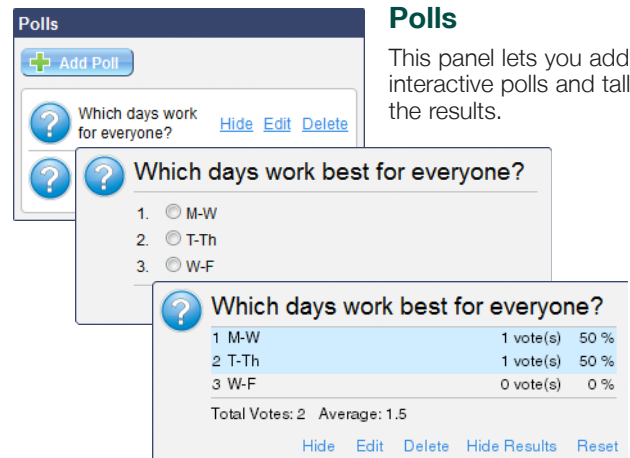 Polls
Add Poll
Which days work
for everyone?
Hide Edit Delete
Polls
This panel lets you add
interactive polls and tall
the results.
Which days work best for everyone?
1. M-W
2. T-Th
3. W-F
Which days work best for everyone?
1 M-W 1 vote(s) 50 %
2 T-Th 1 vote(s) 50 %
3 W-F 0 vote(s) 0 %
Total Votes: 2 Average: 1.5
Hide Edit Delete Hide Results Reset